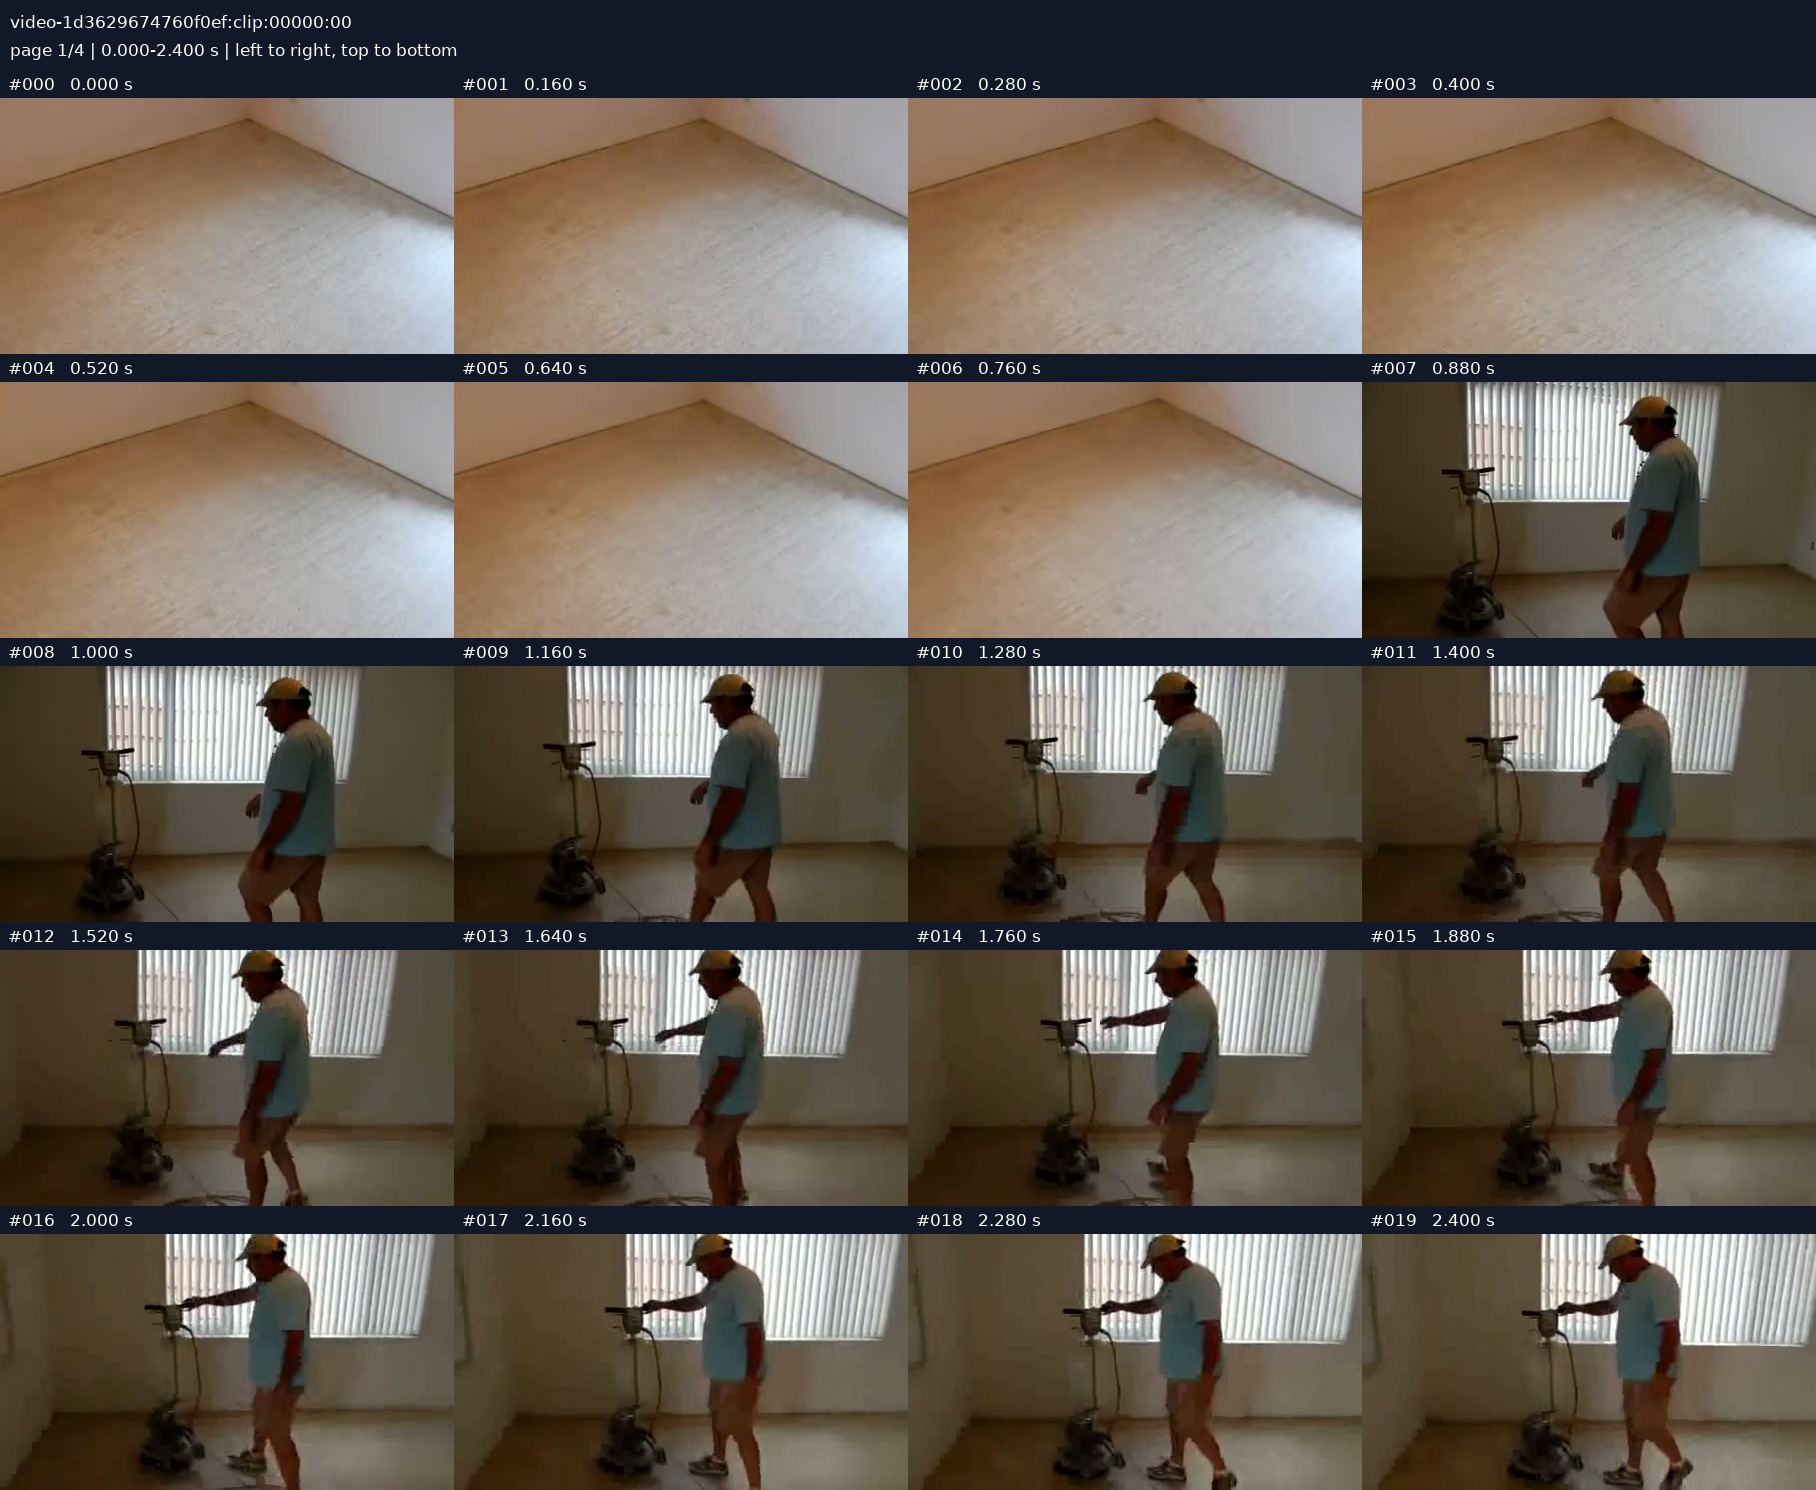 video-1d3629674760f0ef:clip:00000:00
page 1/4 | 0.000-2.400 s | left to right, top to bottom
#000 0.000 s
#001 0.160 s
#002 0.280 s
#003 0.400 s
#004 0.520 s
#005 0.640 s
#006 0.760 s
#007 0.880 s
#008 1.000 s
#009 1.160 s
#010 1.280 s
#011 1.400 s
#012 1.520 s
#013 1.640 s
#014 1.760 s
#015 1.880 s
#016 2.000 s
#017 2.160 s
#018 2.280 s
#019 2.400 s